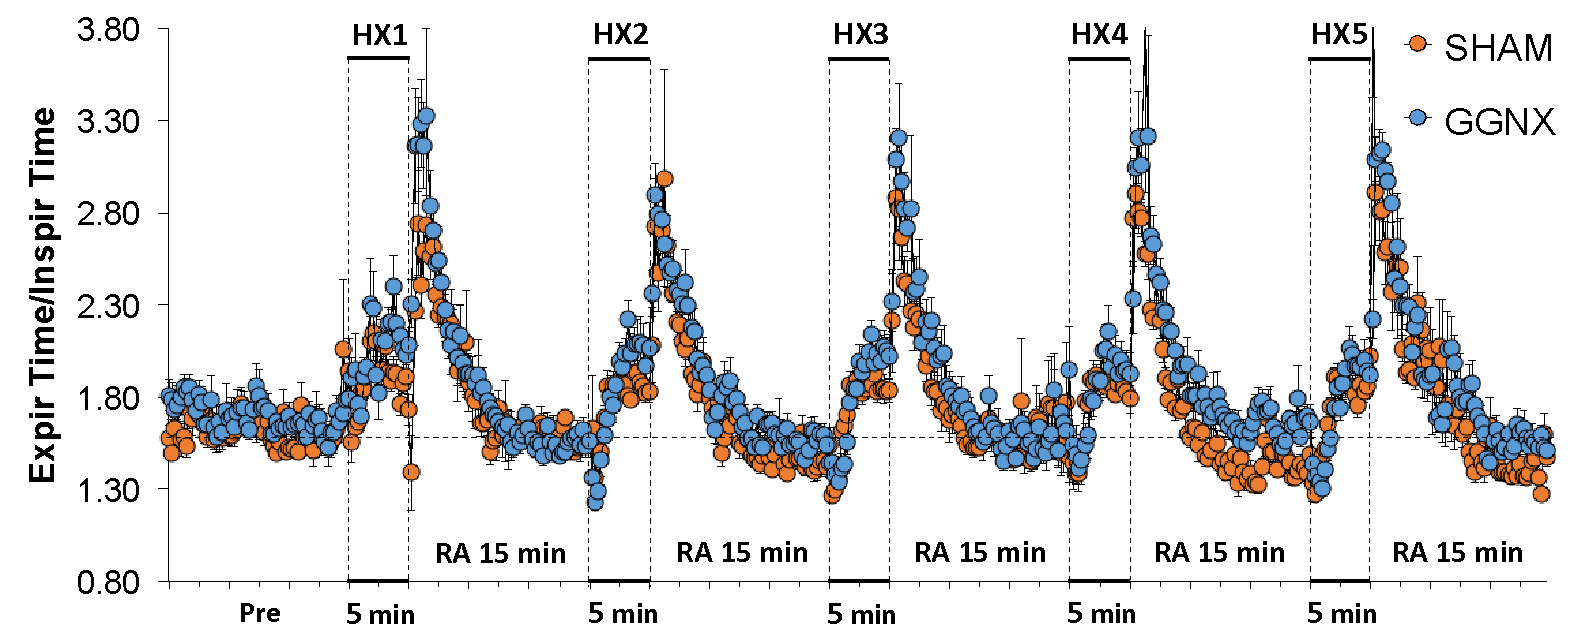 3.80
3.30
2.80
2.30
1.80
1.30
0.80
Expir Time/Inspir Time
HX1
HX2
HX3
HX4
HX5
SHAM
GGNX
RA 15 min
RA 15 min
RA 15 min
RA 15 min
RA 15 min
Pre
5 min
5 min
5 min
5 min
5 min